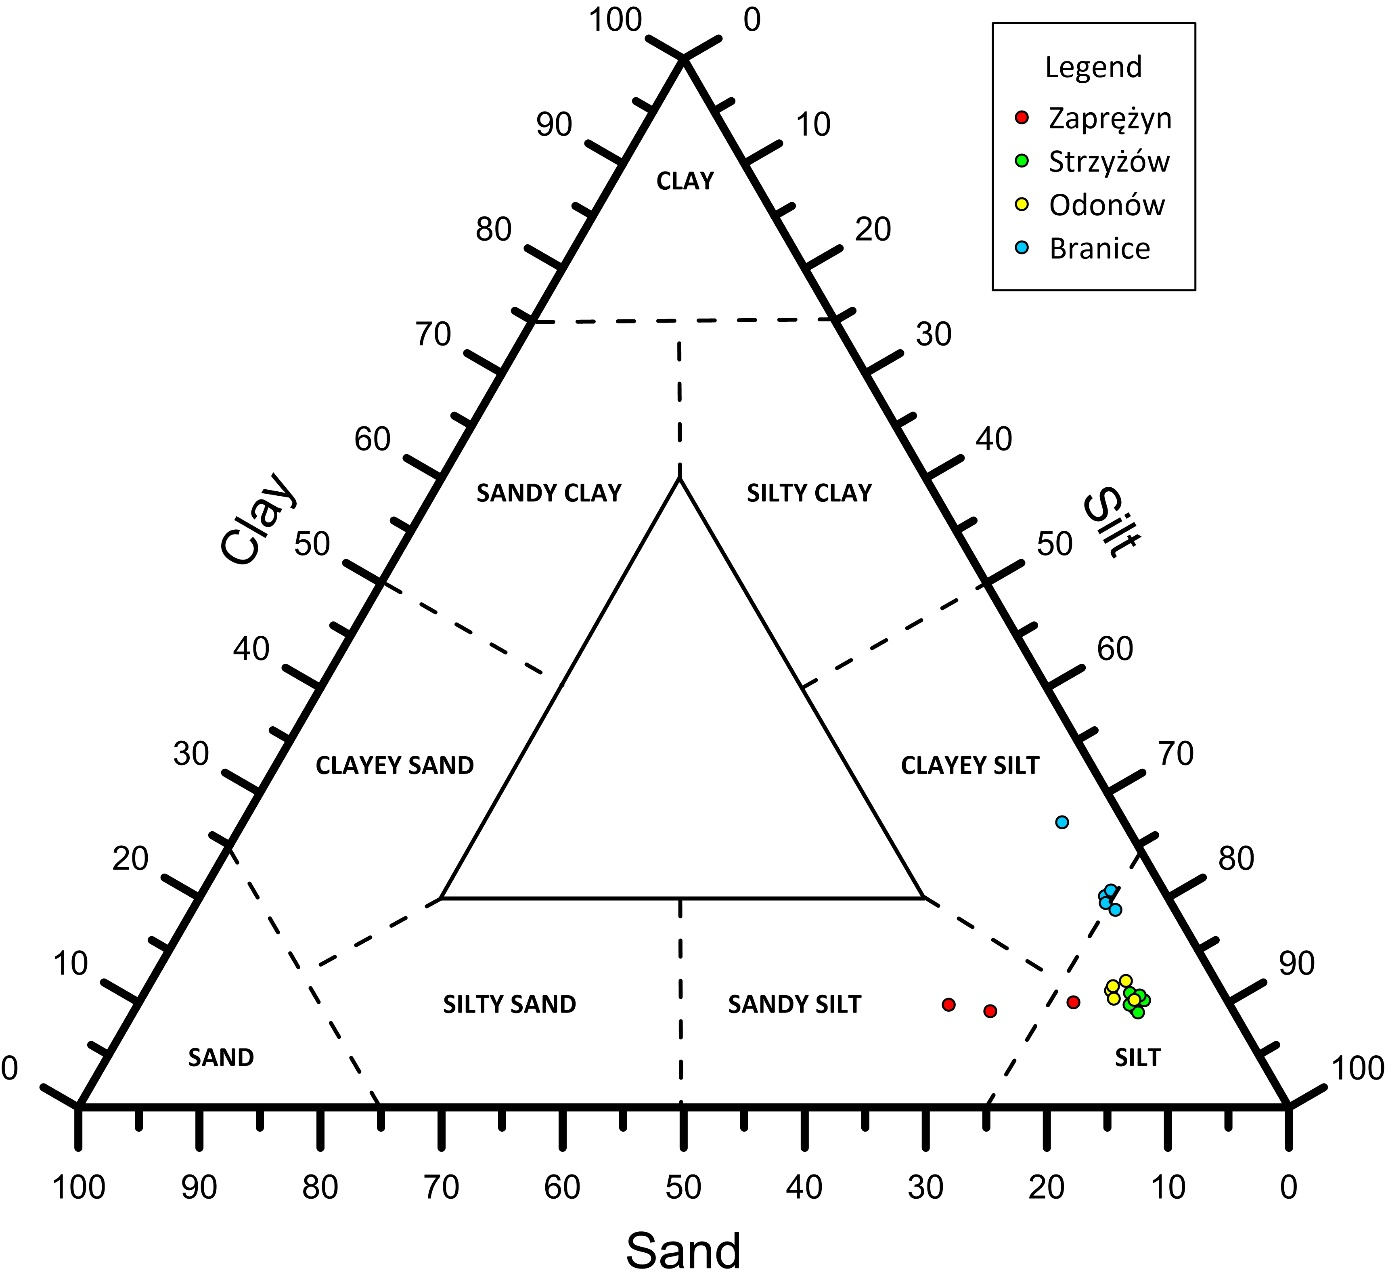 100 0
Legend
Zaprężyn
Strzyżów
Odonów
Branice
90 10
CLAY
80 20
70 30
60 40
SANDY CLAY SILTY CLAY
Clay Silt
50 50
40 60
30 70
CLAYEY SAND CLAYEY SILT
20 80
10 90
SILTY SAND SANDY SILT
SAND SILT
0 100
100 90 80 70 60 50 40 30 20 10 0
Sand